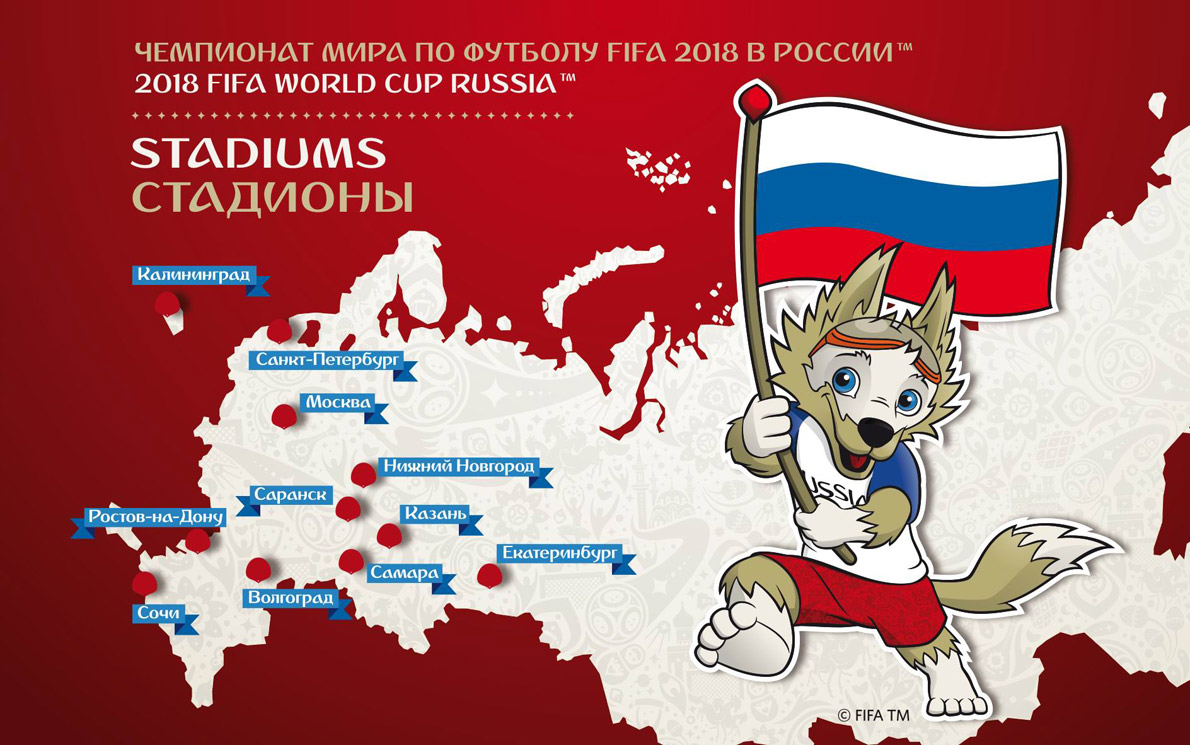 ЧЕМПИОНАТ МИРА ПО ФУТБОЛУ FIFA 2018 В РОССИИ™
2018 FIFA WORLD CUP RUSSIA™
STADIUMS
СТАДИОНЫ
Калининград
Санкт-Петербург
Москва
Нижний Новгород
Саранск
Казань
Ростов-на-Дону
Екатеринбург
Самара
Волгоград
Сочи
RUSSIA
© FIFA TM